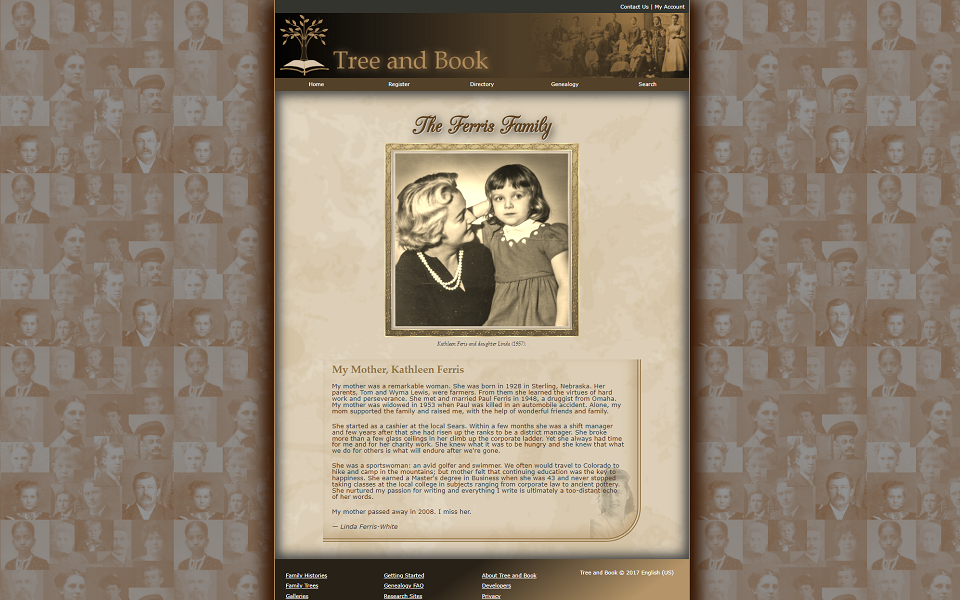 Contact Us | My Account
Tree and Book
Home Register Directory Genealogy Search
The Ferris Family
Kathleen Feris and daughter Linda (1957).
My Mother, Kathleen Ferris
My mother was a remarkable woman. She was born in 1928 in Sterling, Nebraska. Her
parents, Tom and Wyma Lewis, were farmers. From them she learned the virtues of hard
work and perseverance. She met and married Paul Ferris in 1948, a druggist from Omaha.
My mother was widowed in 1953 when Paul was killed in an automobile accident. Alone, my
mom supported the family and raised me, with the help of wonderful friends and family.
She started as a cashier at the local Sears. Within a few months she was a shift manager
and few years after that she had risen up the ranks to be a district manager. She broke
more than a few glass ceilings in her climb up the corporate ladder. Yet she always had time
for me and for her charity work. She knew what it was to be hungry and she knew that what
we do for others is what will endure after we're gone.
She was a sportswoman: an avid golfer and swimmer. We often would travel to Colorado to
hike and camp in the mountains; but mother felt that continuing education was the key to
happiness. She earned a Master's degree in Business when she was 43 and never stopped
taking classes at the local college in subjects ranging from corporate law to ancient pottery.
She nurtured my passion for writing and everything I write is ultimately a too-distant echo
of her words.
My mother passed away in 2008. I miss her.
— Linda Ferris-White
Family Histories Getting Started About Tree and Book Tree and Book © 2017 English (US)
Family Trees Genealogy FAQ Developers
Galleries Research Sites Privacy